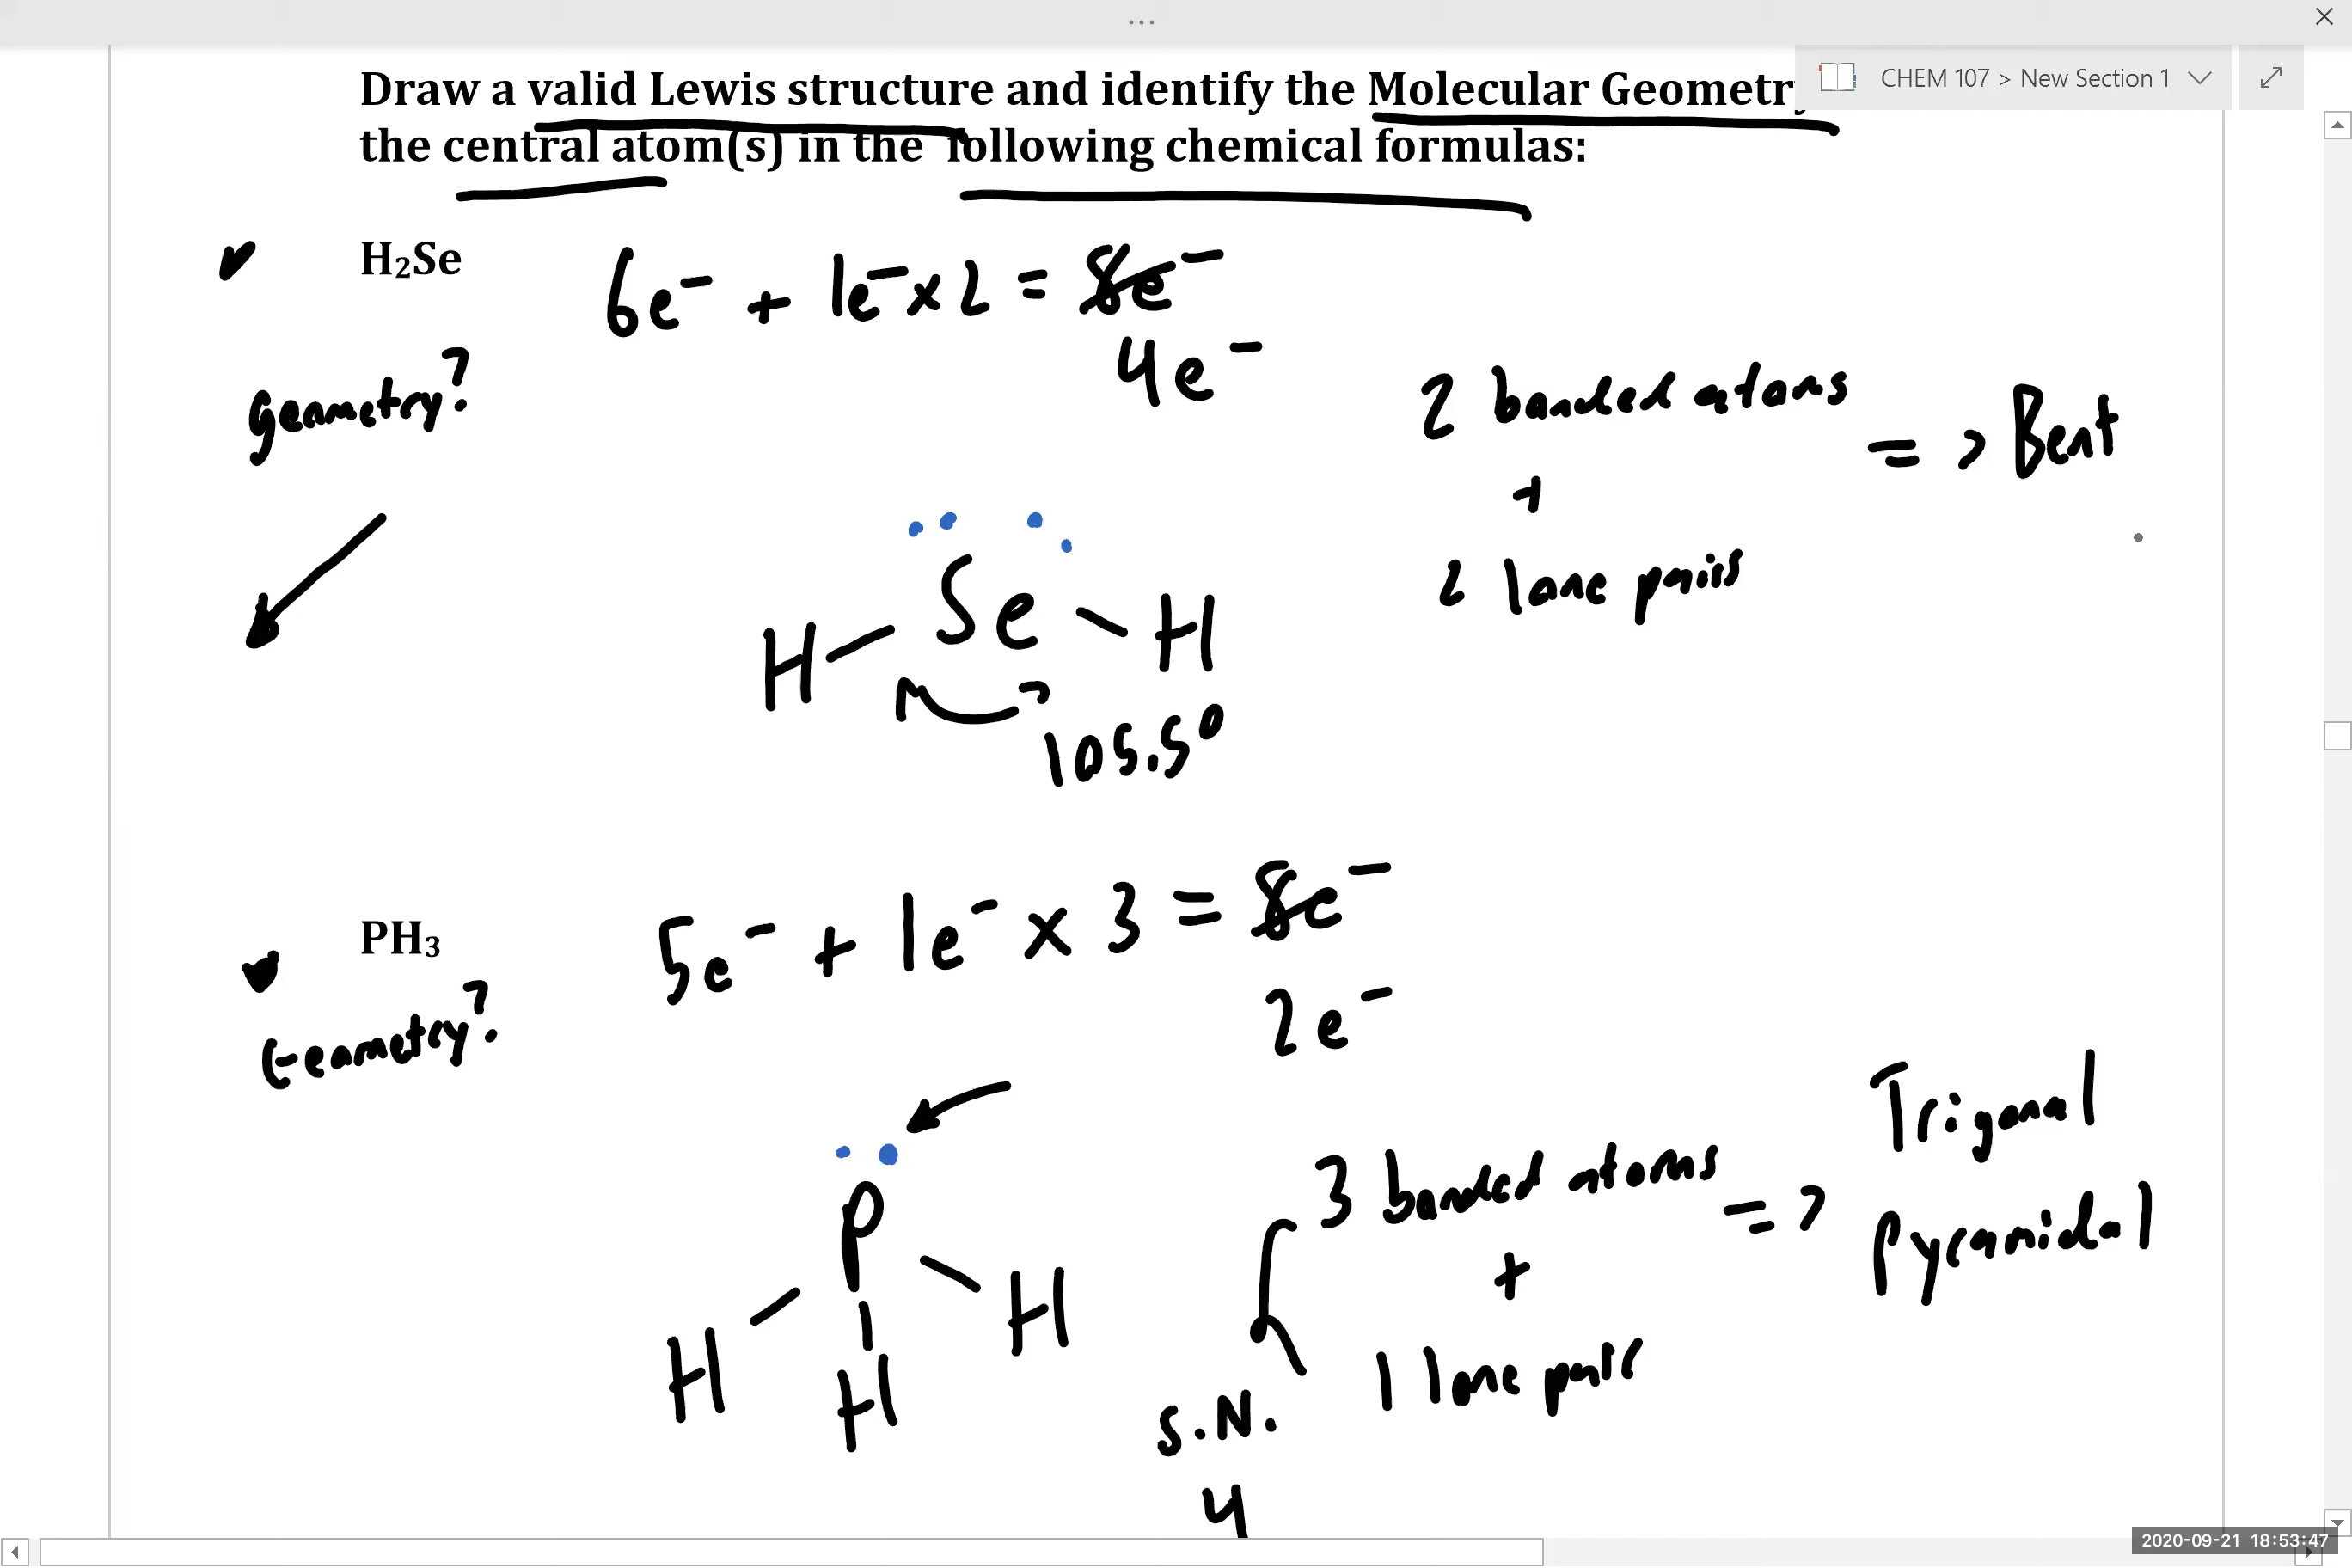 ...
CHEM 107 > New Section 1
Draw a valid Lewis structure and identify the Molecular Geometr
the central atom(s) in the following chemical formulas:
H₂Se
6e⁻ + 1e⁻ x 2 = 8e⁻
4e⁻
geometry?
2 bonded atoms
+
2 lone pairs
=> Bent
Se
H
H
105.5°
PH₃
5e⁻ + 1e⁻ x 3 = 8e⁻
2e⁻
Geometry?
P
H
H
H
3 bonded atoms
+
1 lone pair
=> Trigonal
Pyramidal
S.N.
4
2020-09-21 18:53:47